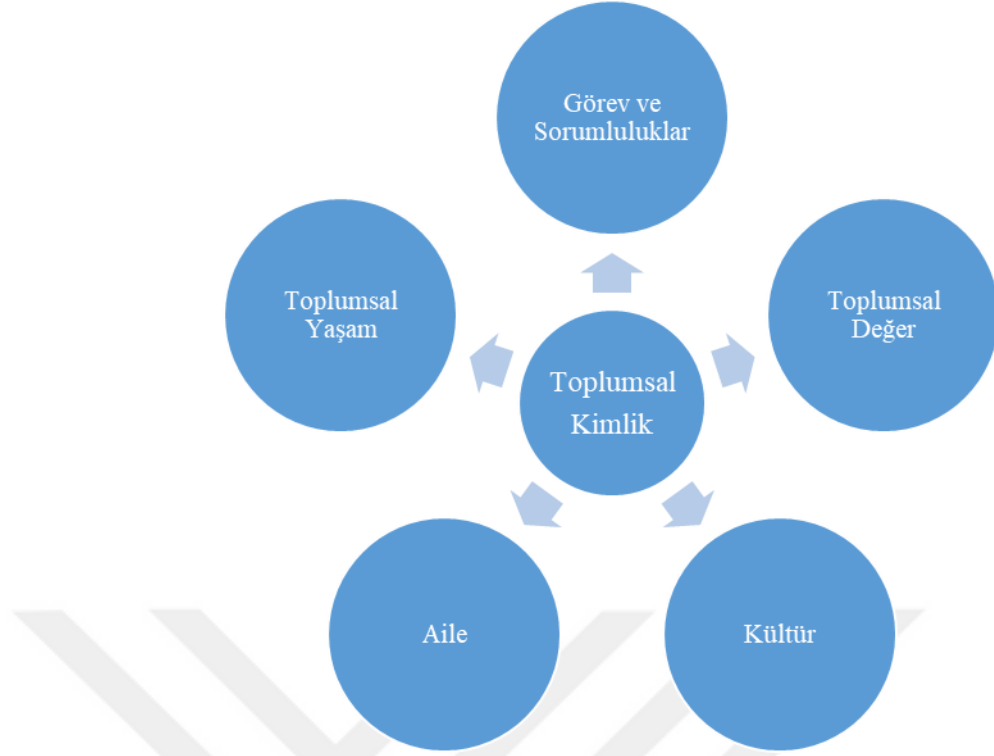 Görev ve
Sorumluluklar
Toplumsal
Yaşam
Toplumsal
Değer
Toplumsal
Kimlik
Aile
Kültür